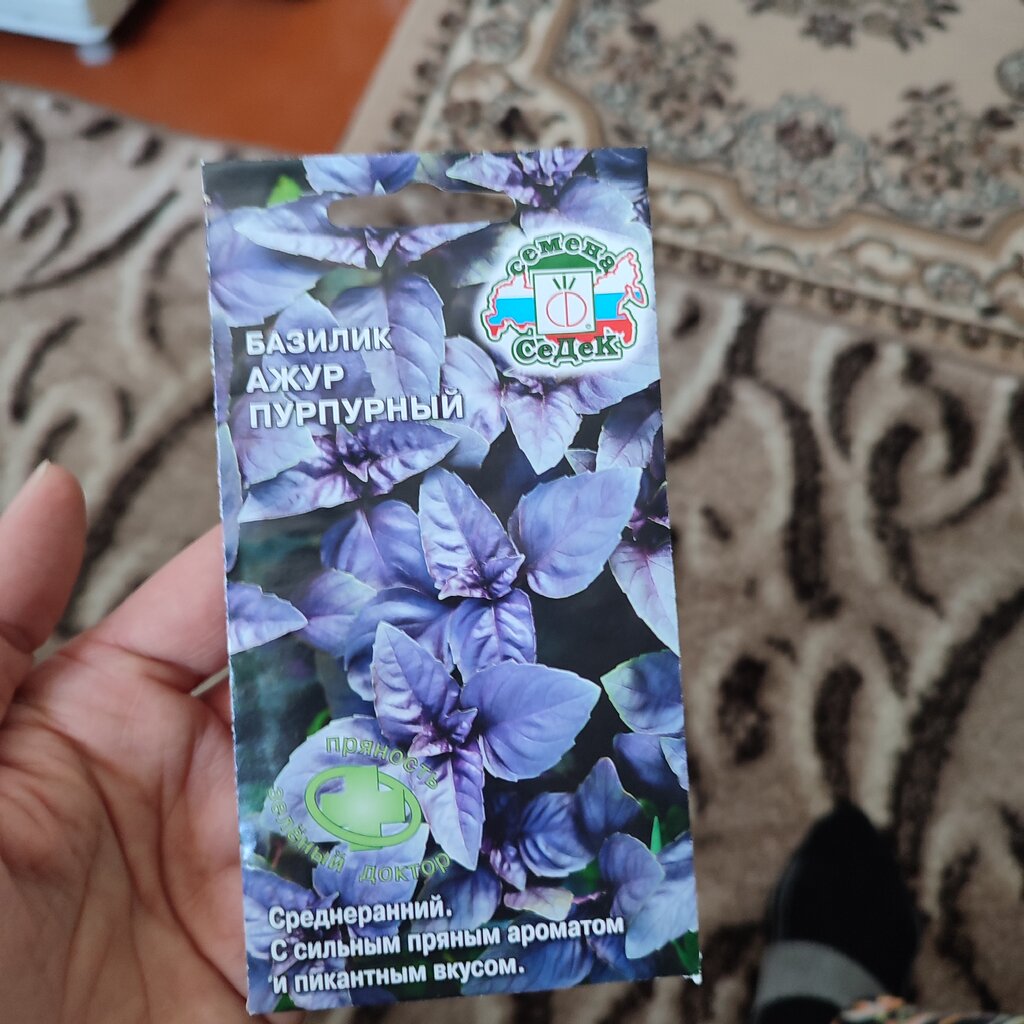 семена
СеДеК
БАЗИЛИК
АЖУР
ПУРПУРНЫЙ
пряность
зелёный доктор
Среднеранний.
С сильным пряным ароматом
и пикантным вкусом.